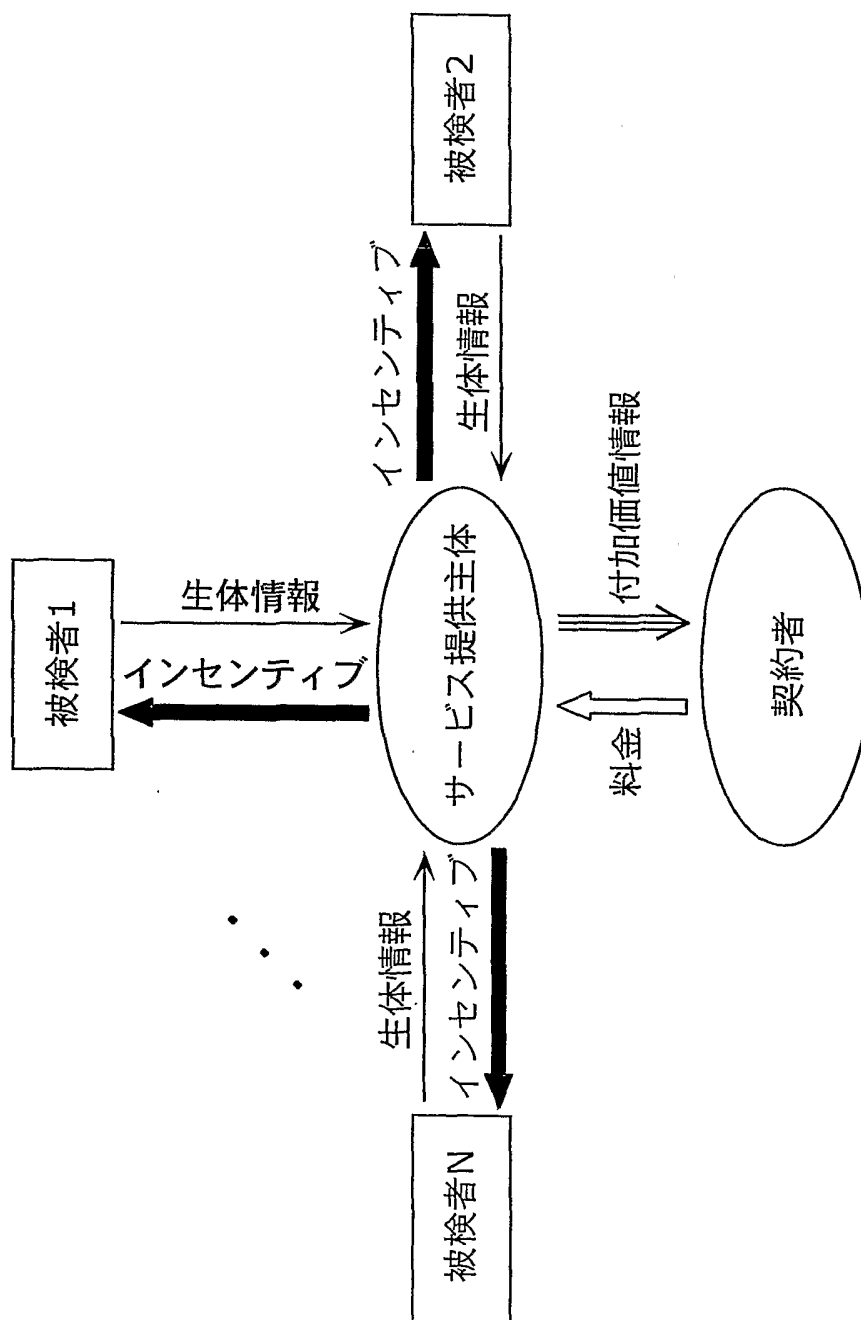 被検者1
生体情報
インセンティブ
被検者2
インセンティブ
生体情報
サービス提供主体
生体情報
インセンティブ
被検者N
付加価値情報
料金
契約者